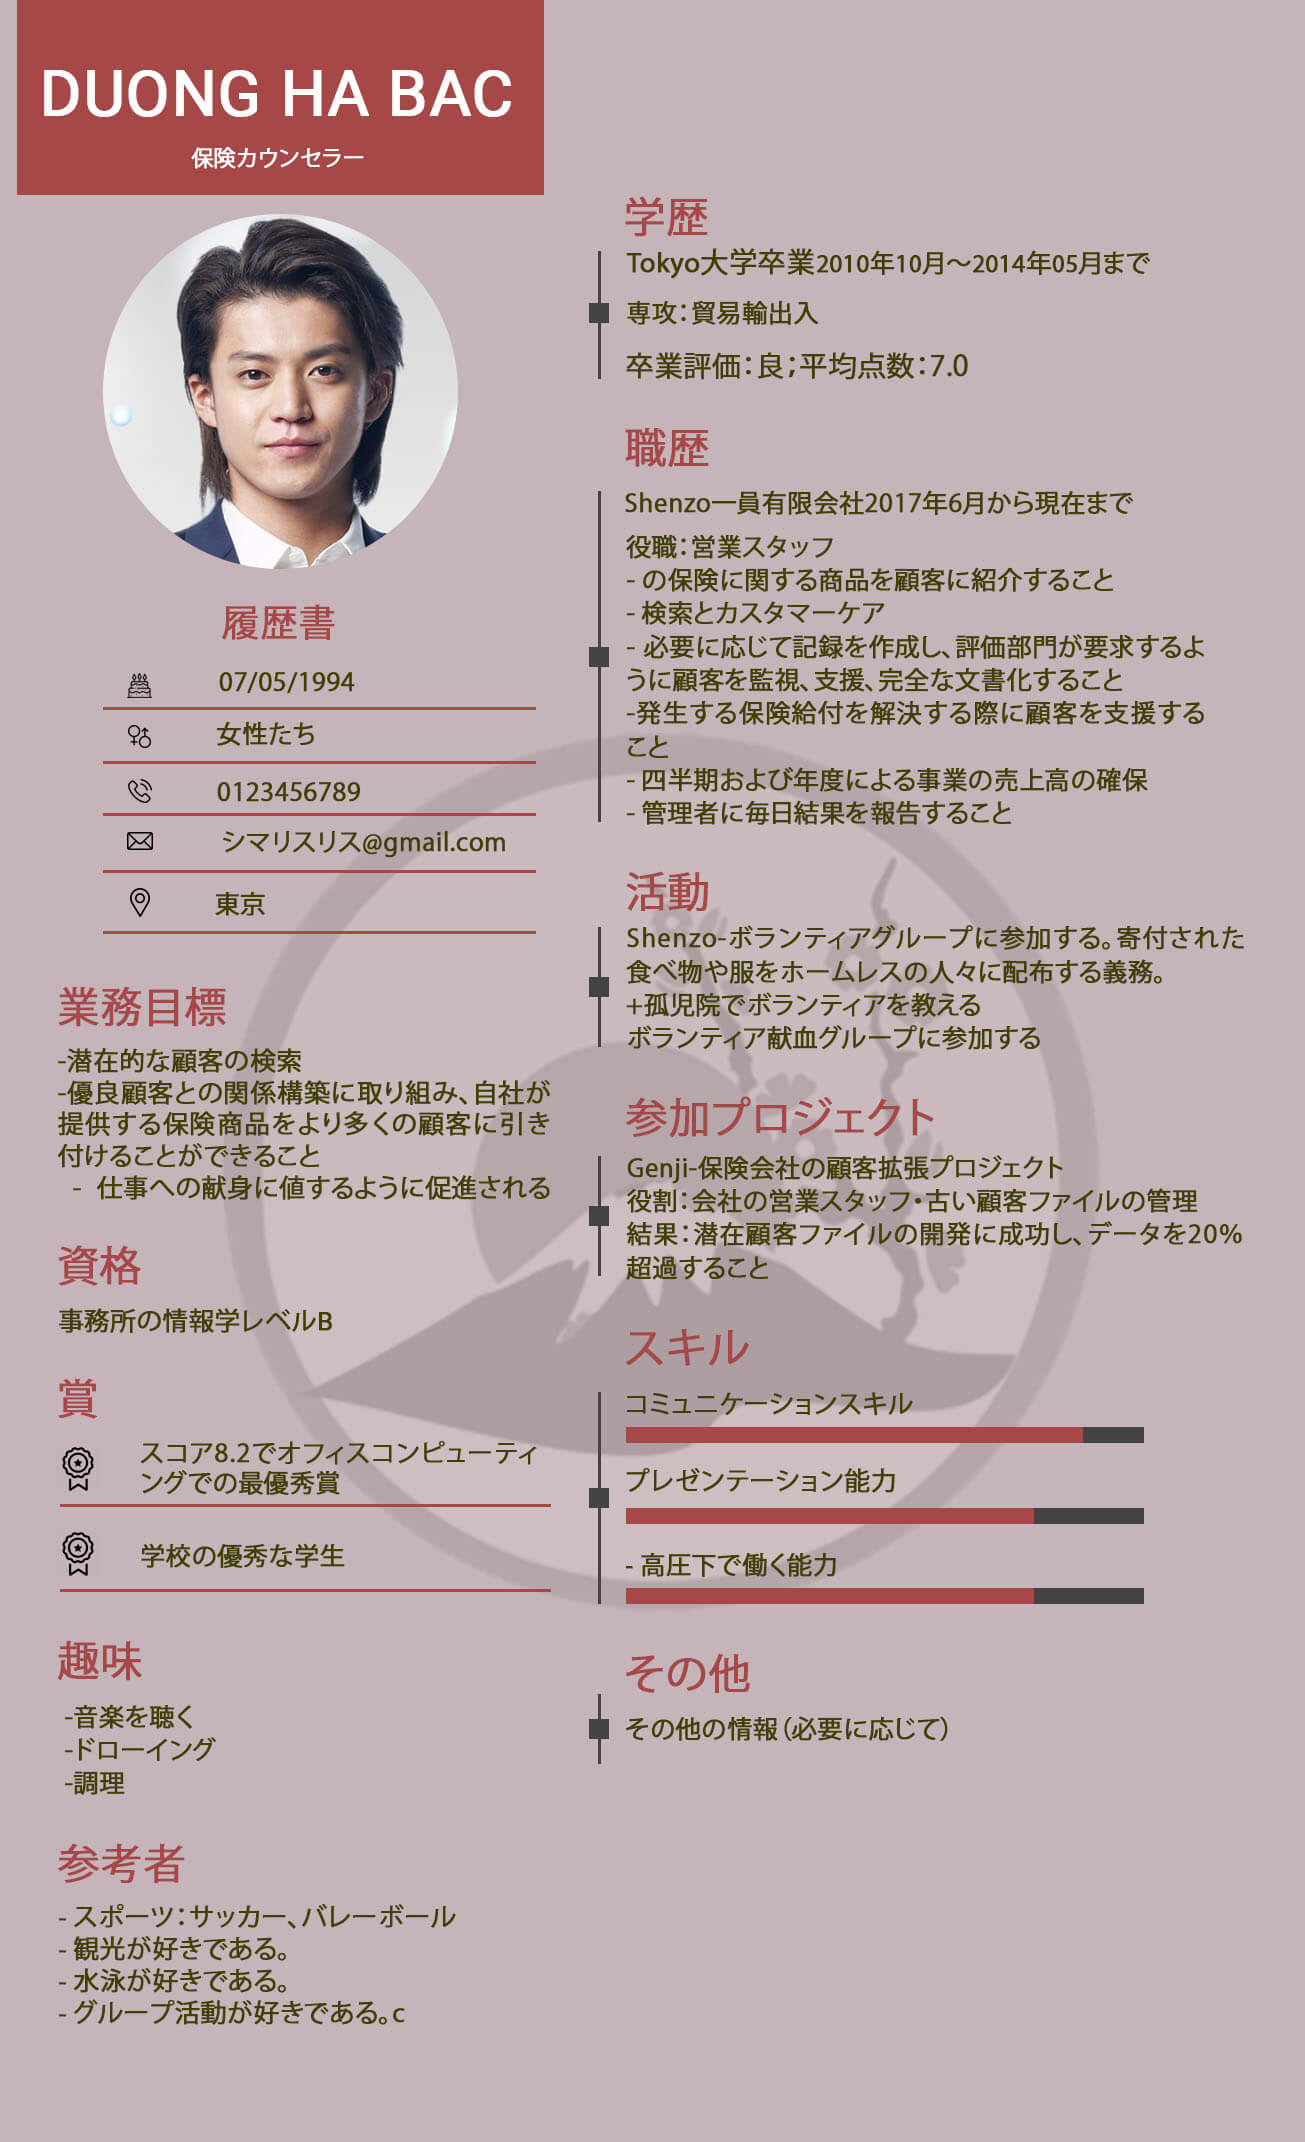 DUONG HA BAC
保険カウンセラー
履歴書
07/05/1994
女性たち
0123456789
シマリスリス@gmail.com
東京
業務目標
-潜在的な顧客の検索
-優良顧客との関係構築に取り組み、自社が
提供する保険商品をより多くの顧客に引き
付けることができること
- 仕事への献身に値するように促進される
資格
事務所の情報学レベルB
賞
スコア8.2でオフィスコンピューティ
ングでの最優秀賞
学校の優秀な学生
趣味
-音楽を聴く
-ドローイング
-調理
参考者
- スポーツ：サッカー、バレーボール
- 観光が好きである。
- 水泳が好きである。
- グループ活動が好きである。c
学歴
Tokyo大学卒業2010年10月〜2014年05月まで
専攻：貿易輸出入
卒業評価：良；平均点数：7.0
職歴
Shenzo一員有限会社2017年6月から現在まで
役職：営業スタッフ
- の保険に関する商品を顧客に紹介すること
- 検索とカスタマーケア
- 必要に応じて記録を作成し、評価部門が要求するよ
うに顧客を監視、支援、完全な文書化すること
-発生する保険給付を解決する際に顧客を支援する
こと
- 四半期および年度による事業の売上高の確保
- 管理者に毎日結果を報告すること
活動
Shenzo-ボランティアグループに参加する。寄付された
食べ物や服をホームレスの人々に配布する義務。
+孤児院でボランティアを教える
ボランティア献血グループに参加する
参加プロジェクト
Genji-保険会社の顧客拡張プロジェクト
役割：会社の営業スタッフ・古い顧客ファイルの管理
結果：潜在顧客ファイルの開発に成功し、データを20%
超過すること
スキル
コミュニケーションスキル
プレゼンテーション能力
- 高圧下で働く能力
その他
その他の情報（必要に応じて）